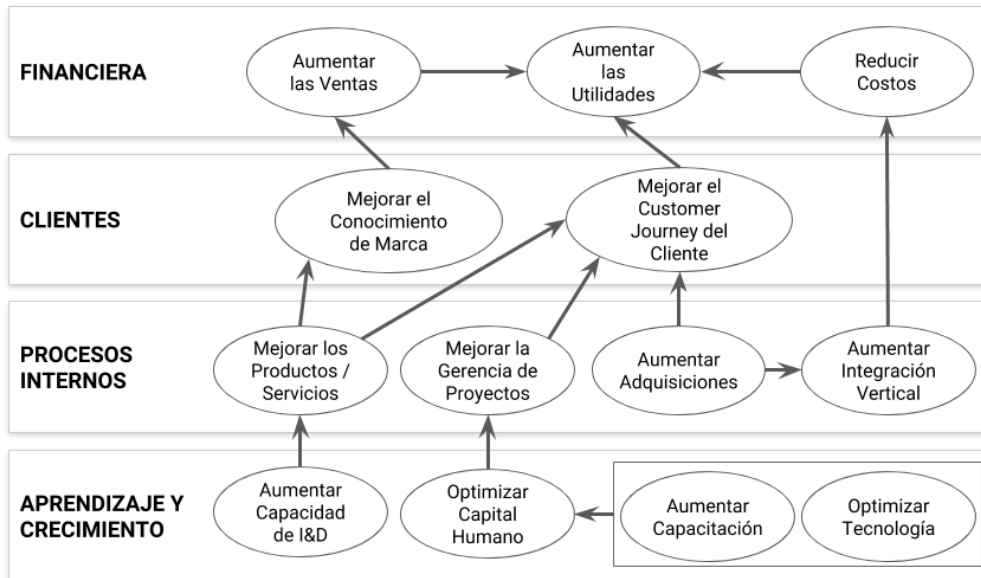 FINANCIERA
Aumentar
las Ventas
Aumentar
las
Utilidades
Reducir
Costos
CLIENTES
Mejorar el
Conocimiento
de Marca
Mejorar el
Customer
Journey del
Cliente
PROCESOS
INTERNOS
Mejorar los
Productos /
Servicios
Mejorar la
Gerencia de
Proyectos
Aumentar
Adquisiciones
Aumentar
Integración
Vertical
APRENDIZAJE Y
CRECIMIENTO
Aumentar
Capacidad
de I&D
Optimizar
Capital
Humano
Aumentar
Capacitación
Optimizar
Tecnología